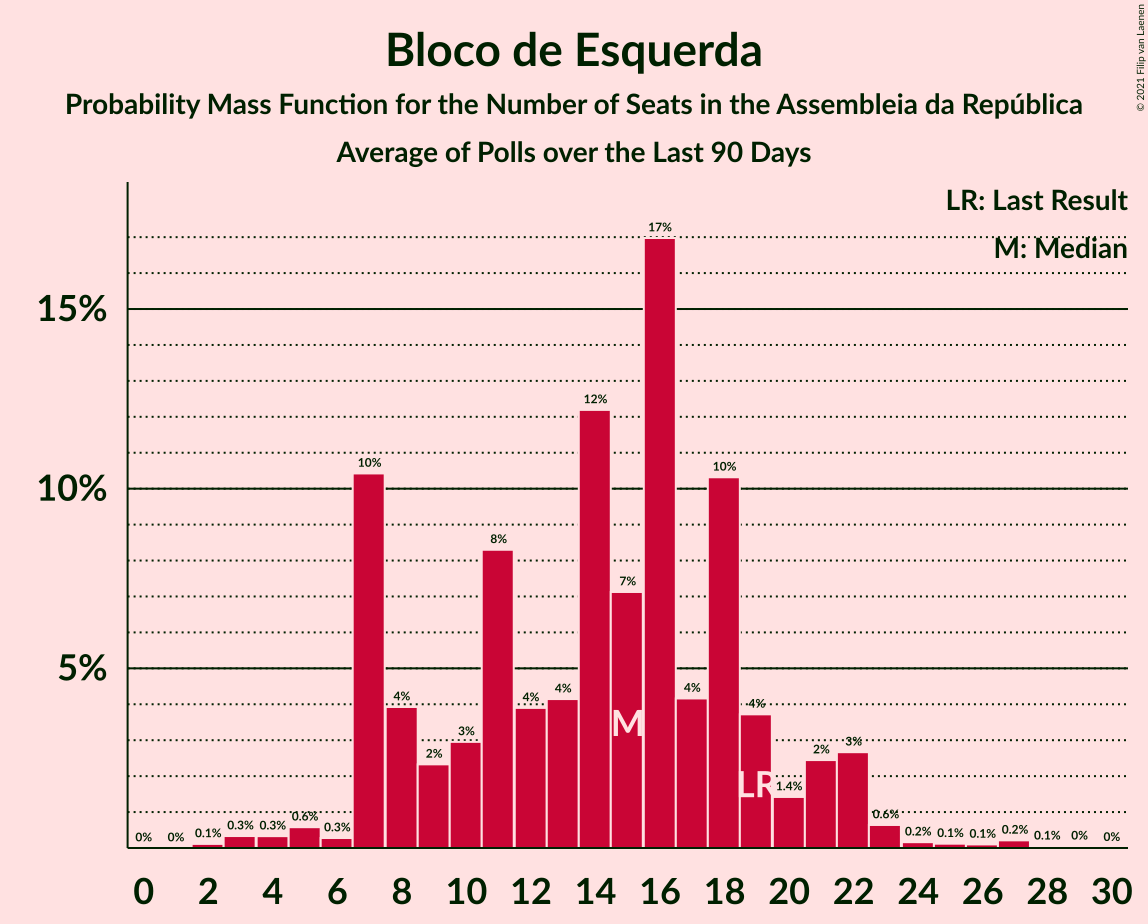 Bloco de Esquerda
Probability Mass Function for the Number of Seats in the Assembleia da República
Average of Polls over the Last 90 Days
© 2021 Filip van Laenen
LR: Last Result
M: Median
15%
10%
5%
0% 0% 0.1% 0.3% 0.3% 0.6% 0.3% 10% 4% 2% 3% 8% 4% 4% 12% 7% 17% 4% 10% 4% 1.4% 2% 3% 0.6% 0.2% 0.1% 0.1% 0.2% 0.1% 0% 0%
M
LR
0 2 4 6 8 10 12 14 16 18 20 22 24 26 28 30